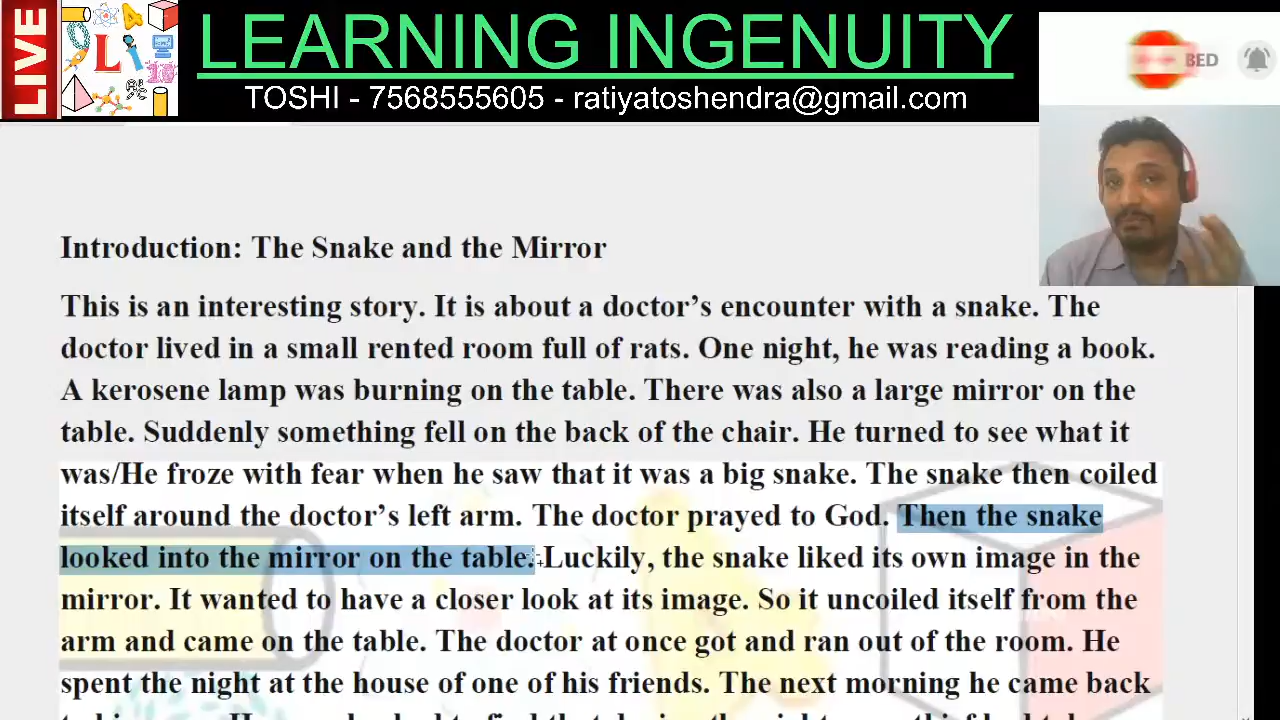 LIVE
LEARNING INGENUITY
TOSHI - 7568555605 - ratiyatoshendra@gmail.com
BED
Introduction: The Snake and the Mirror
This is an interesting story. It is about a doctor’s encounter with a snake. The
doctor lived in a small rented room full of rats. One night, he was reading a book.
A kerosene lamp was burning on the table. There was also a large mirror on the
table. Suddenly something fell on the back of the chair. He turned to see what it
was/He froze with fear when he saw that it was a big snake. The snake then coiled
itself around the doctor’s left arm. The doctor prayed to God. Then the snake
looked into the mirror on the table. Luckily, the snake liked its own image in the
mirror. It wanted to have a closer look at its image. So it uncoiled itself from the
arm and came on the table. The doctor at once got and ran out of the room. He
spent the night at the house of one of his friends. The next morning he came back